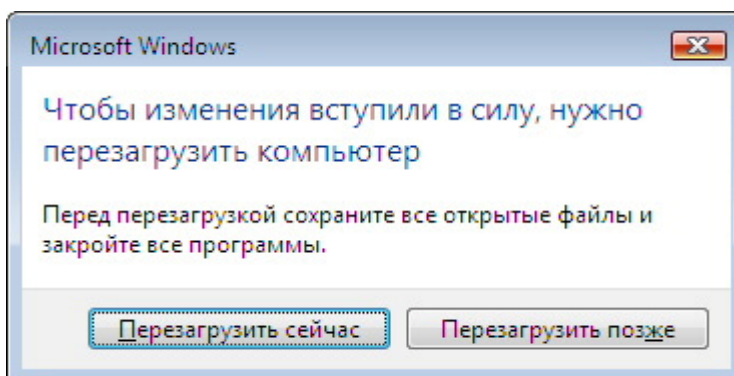 Microsoft Windows
Чтобы изменения вступили в силу, нужно
перезагрузить компьютер
Перед перезагрузкой сохраните все открытые файлы и
закройте все программы.
Перезагрузить сейчас Перезагрузить позже